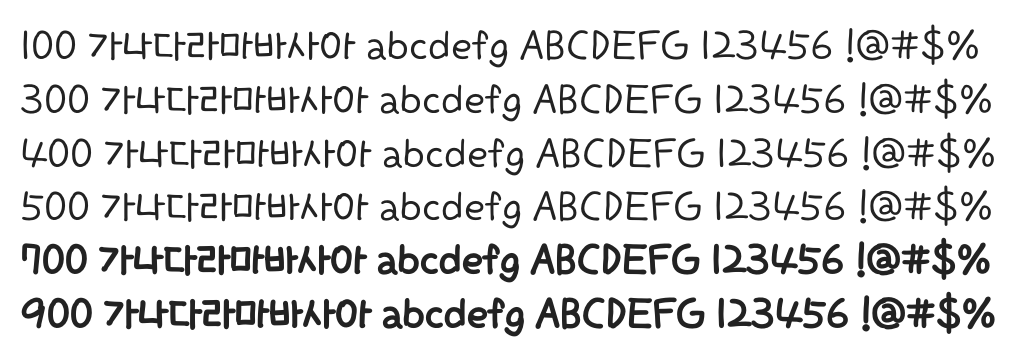 100 가나다라마바사아 abcdefg ABCDEFG 123456 !@#$%
300 가나다라마바사아 abcdefg ABCDEFG 123456 !@#$%
400 가나다라마바사아 abcdefg ABCDEFG 123456 !@#$%
500 가나다라마바사아 abcdefg ABCDEFG 123456 !@#$%
700 가나다라마바사아 abcdefg ABCDEFG 123456 !@#$%
900 가나다라마바사아 abcdefg ABCDEFG 123456 !@#$%